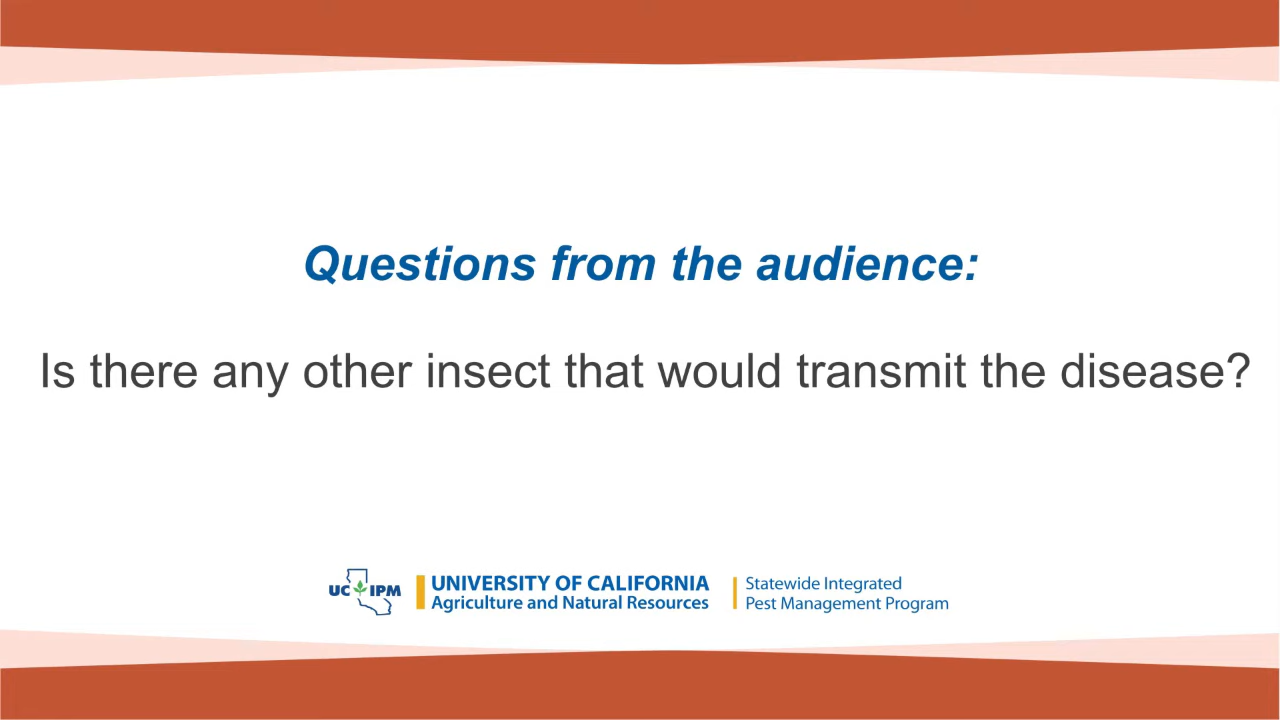 Questions from the audience:
Is there any other insect that would transmit the disease?
UC IPM
UNIVERSITY OF CALIFORNIA
Agriculture and Natural Resources
Statewide Integrated
Pest Management Program